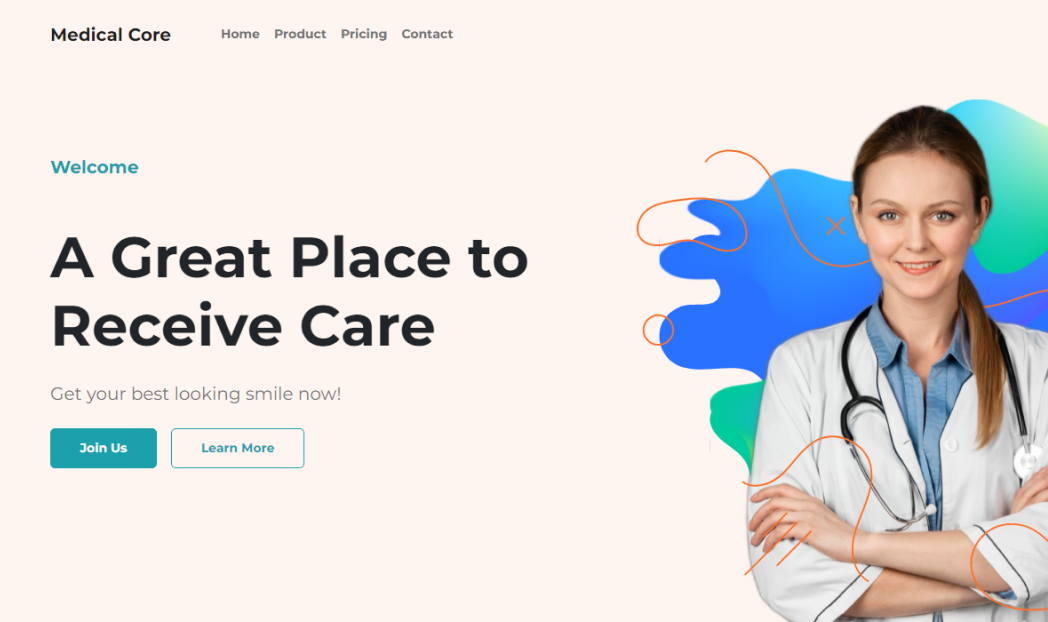 Medical Core
Home Product Pricing Contact
Welcome
A Great Place to
Receive Care
Get your best looking smile now!
Join Us
Learn More